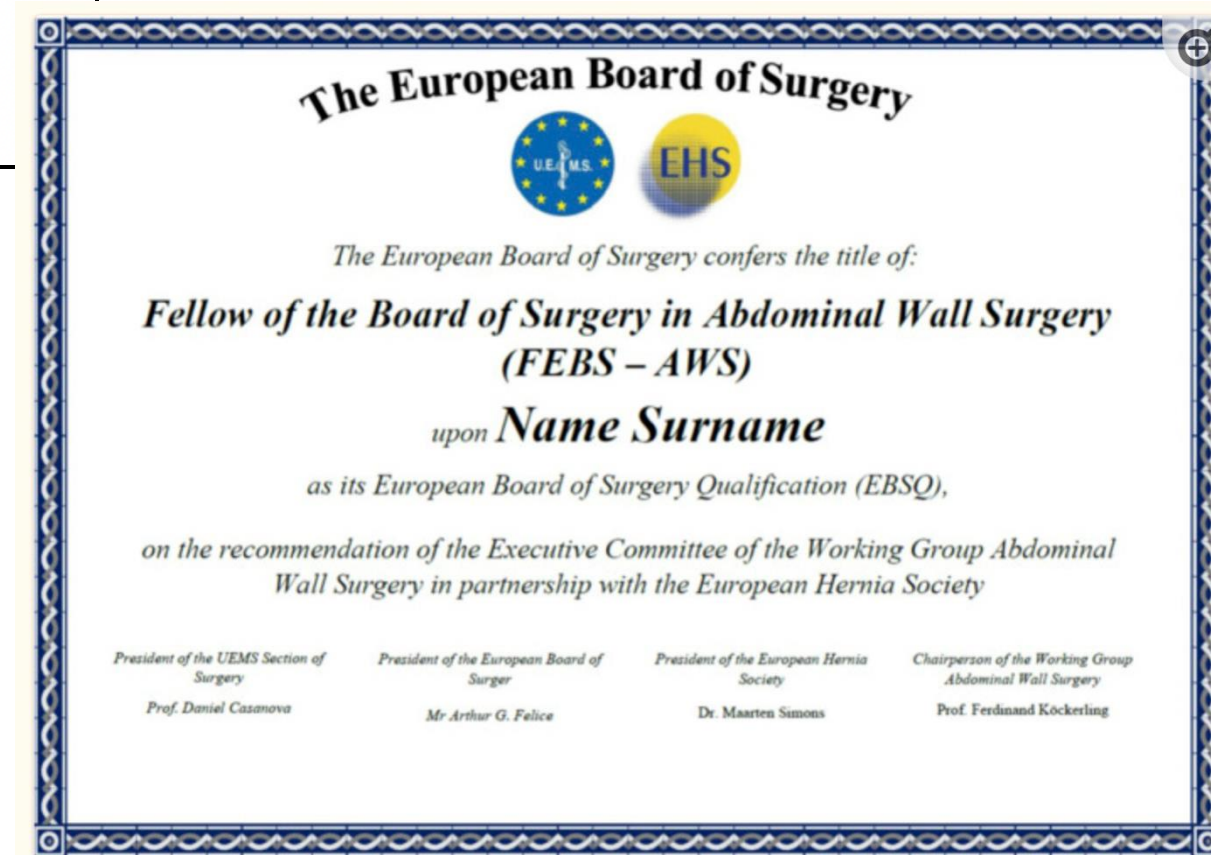 The European Board of Surgery
U.E.M.S.
EHS
The European Board of Surgery confers the title of:
Fellow of the Board of Surgery in Abdominal Wall Surgery
(FEBS – AWS)
upon Name Surname
as its European Board of Surgery Qualification (EBSQ),
on the recommendation of the Executive Committee of the Working Group Abdominal
Wall Surgery in partnership with the European Hernia Society
President of the UEMS Section of
Surgery
Prof. Daniel Casanova
President of the European Board of
Surger
Mr Arthur G. Felice
President of the European Hernia
Society
Dr. Maarten Simons
Chairperson of the Working Group
Abdominal Wall Surgery
Prof. Ferdinand Köckerling